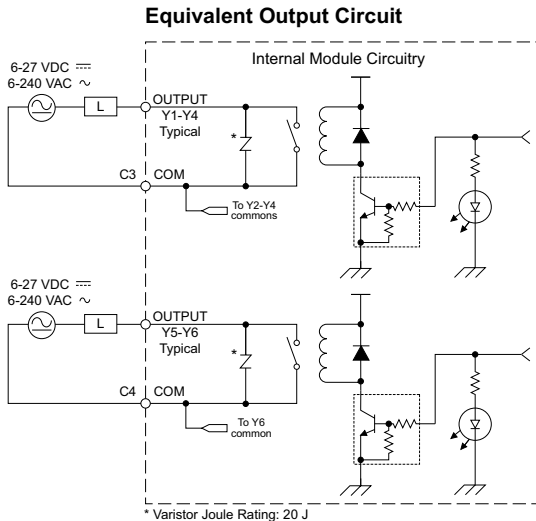 Equivalent Output Circuit
Internal Module Circuitry
6-27 VDC ⎓
6-240 VAC ∿
L
OUTPUT
Y1-Y4
Typical
*
C3
COM
To Y2-Y4
commons
6-27 VDC ⎓
6-240 VAC ∿
L
OUTPUT
Y5-Y6
Typical
*
C4
COM
To Y6
common
* Varistor Joule Rating: 20 J